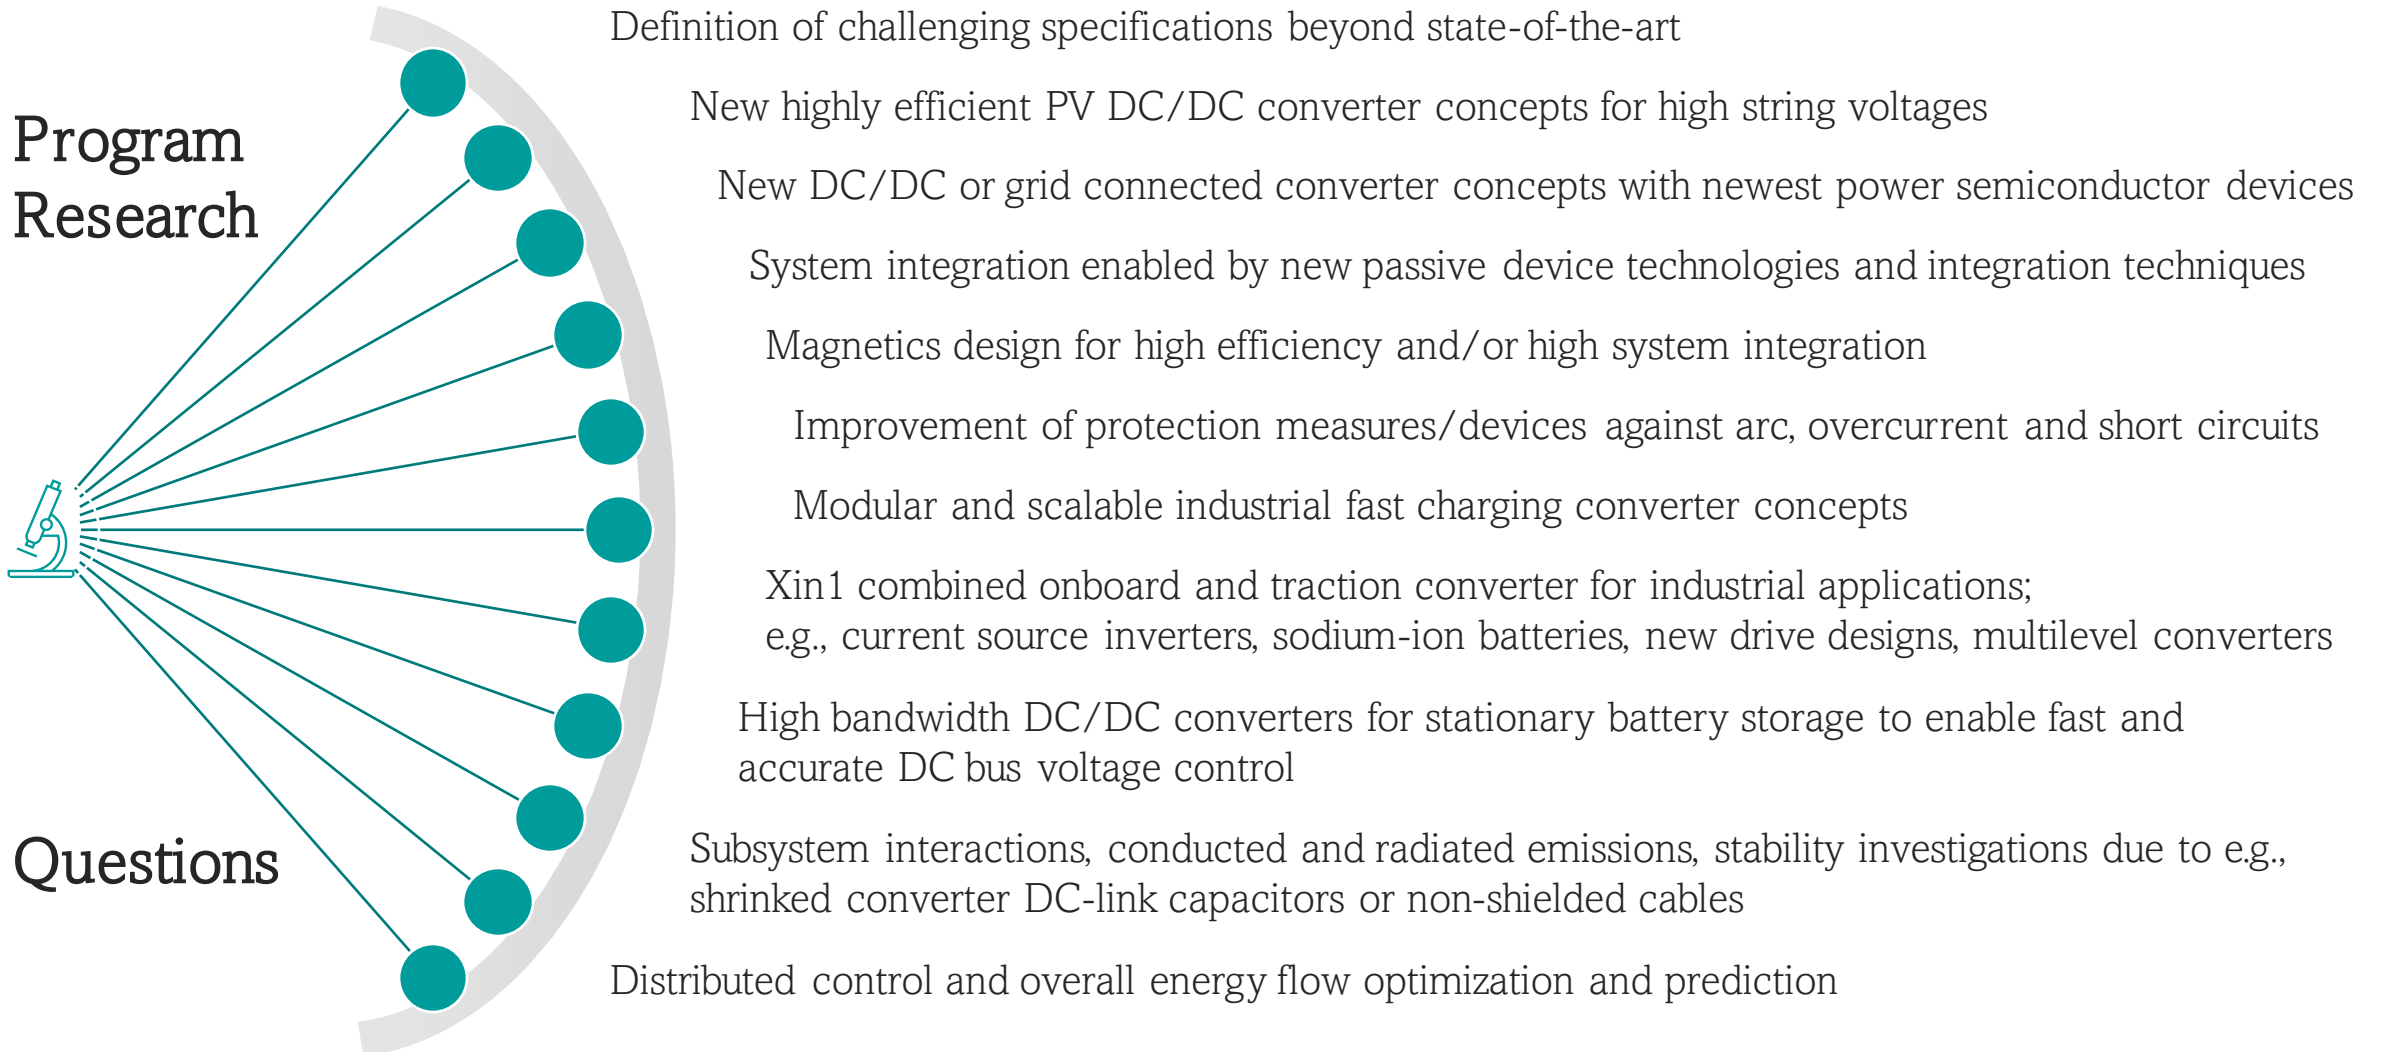 Program
Research
Questions
Definition of challenging specifications beyond state-of-the-art
New highly efficient PV DC/DC converter concepts for high string voltages
New DC/DC or grid connected converter concepts with newest power semiconductor devices
System integration enabled by new passive device technologies and integration techniques
Magnetics design for high efficiency and/or high system integration
Improvement of protection measures/devices against arc, overcurrent and short circuits
Modular and scalable industrial fast charging converter concepts
Xin1 combined onboard and traction converter for industrial applications;
e.g., current source inverters, sodium-ion batteries, new drive designs, multilevel converters
High bandwidth DC/DC converters for stationary battery storage to enable fast and
accurate DC bus voltage control
Subsystem interactions, conducted and radiated emissions, stability investigations due to e.g.,
shrinked converter DC-link capacitors or non-shielded cables
Distributed control and overall energy flow optimization and prediction